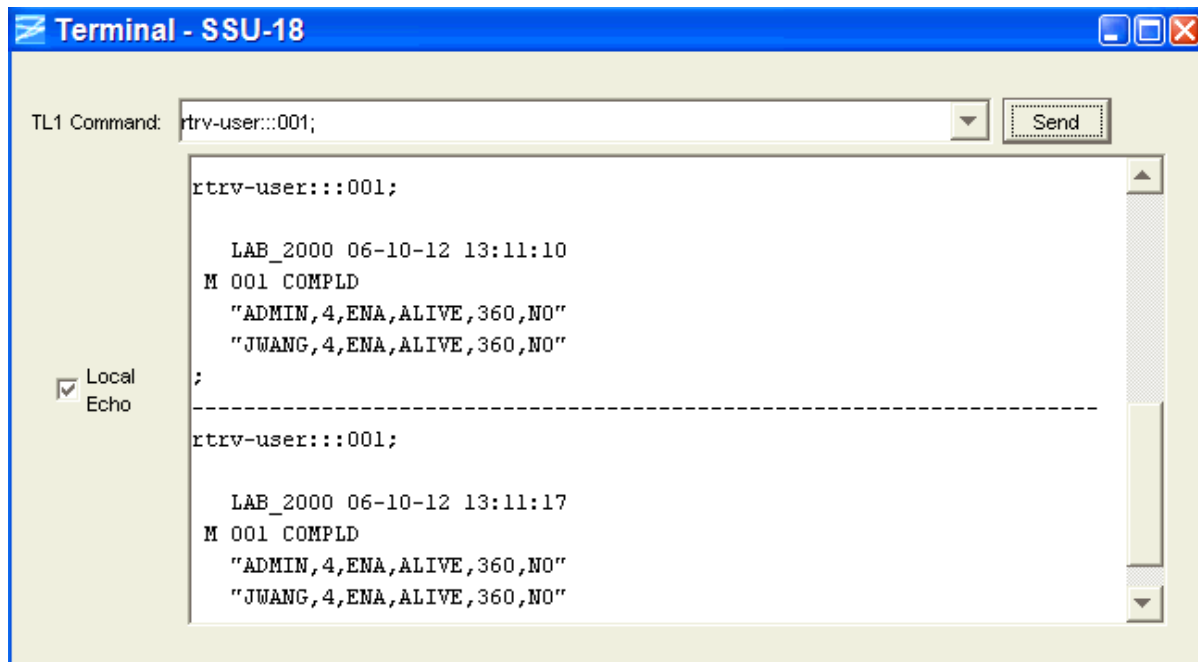 Terminal - SSU-18
TL1 Command: rtrv-user:::001; Send
rtrv-user:::001;
LAB_2000 06-10-12 13:11:10
M 001 COMPLD
"ADMIN,4,ENA,ALIVE,360,NO"
"JWANG,4,ENA,ALIVE,360,NO"
;
Local
Echo
----------------------------------------------------------------------
rtrv-user:::001;
LAB_2000 06-10-12 13:11:17
M 001 COMPLD
"ADMIN,4,ENA,ALIVE,360,NO"
"JWANG,4,ENA,ALIVE,360,NO"